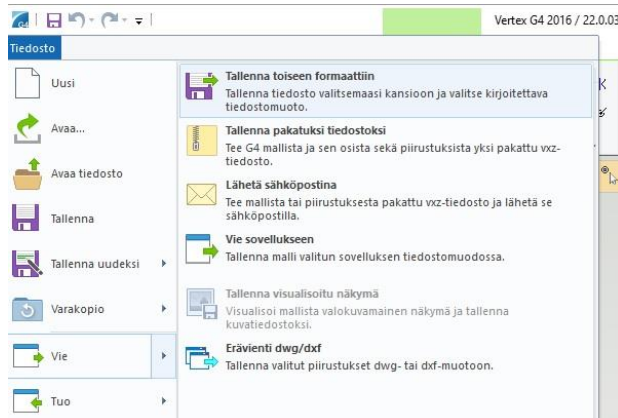 G4
Vertex G4 2016 / 22.0.03
Tiedosto
Uusi
Avaa...
Avaa tiedosto
Tallenna
Tallenna uudeksi
Varakopio
Vie
Tuo
Tallenna toiseen formaattiin
Tallenna tiedosto valitsemaasi kansioon ja valitse kirjoitettava
tiedostomuoto.
Tallenna pakatuksi tiedostoksi
Tee G4 mallista ja sen osista sekä piirustuksista yksi pakattu vxz-
tiedosto.
Lähetä sähköpostina
Tee mallista tai piirustuksesta pakattu vxz-tiedosto ja lähetä se
sähköpostilla.
Vie sovellukseen
Tallenna malli valitun sovelluksen tiedostomuodossa.
Tallenna visualisoitu näkymä
Visualisoi mallista valokuvamainen näkymä ja tallenna
kuvatiedostoksi.
Erävienti dwg/dxf
Tallenna valitut piirustukset dwg- tai dxf-muotoon.
K